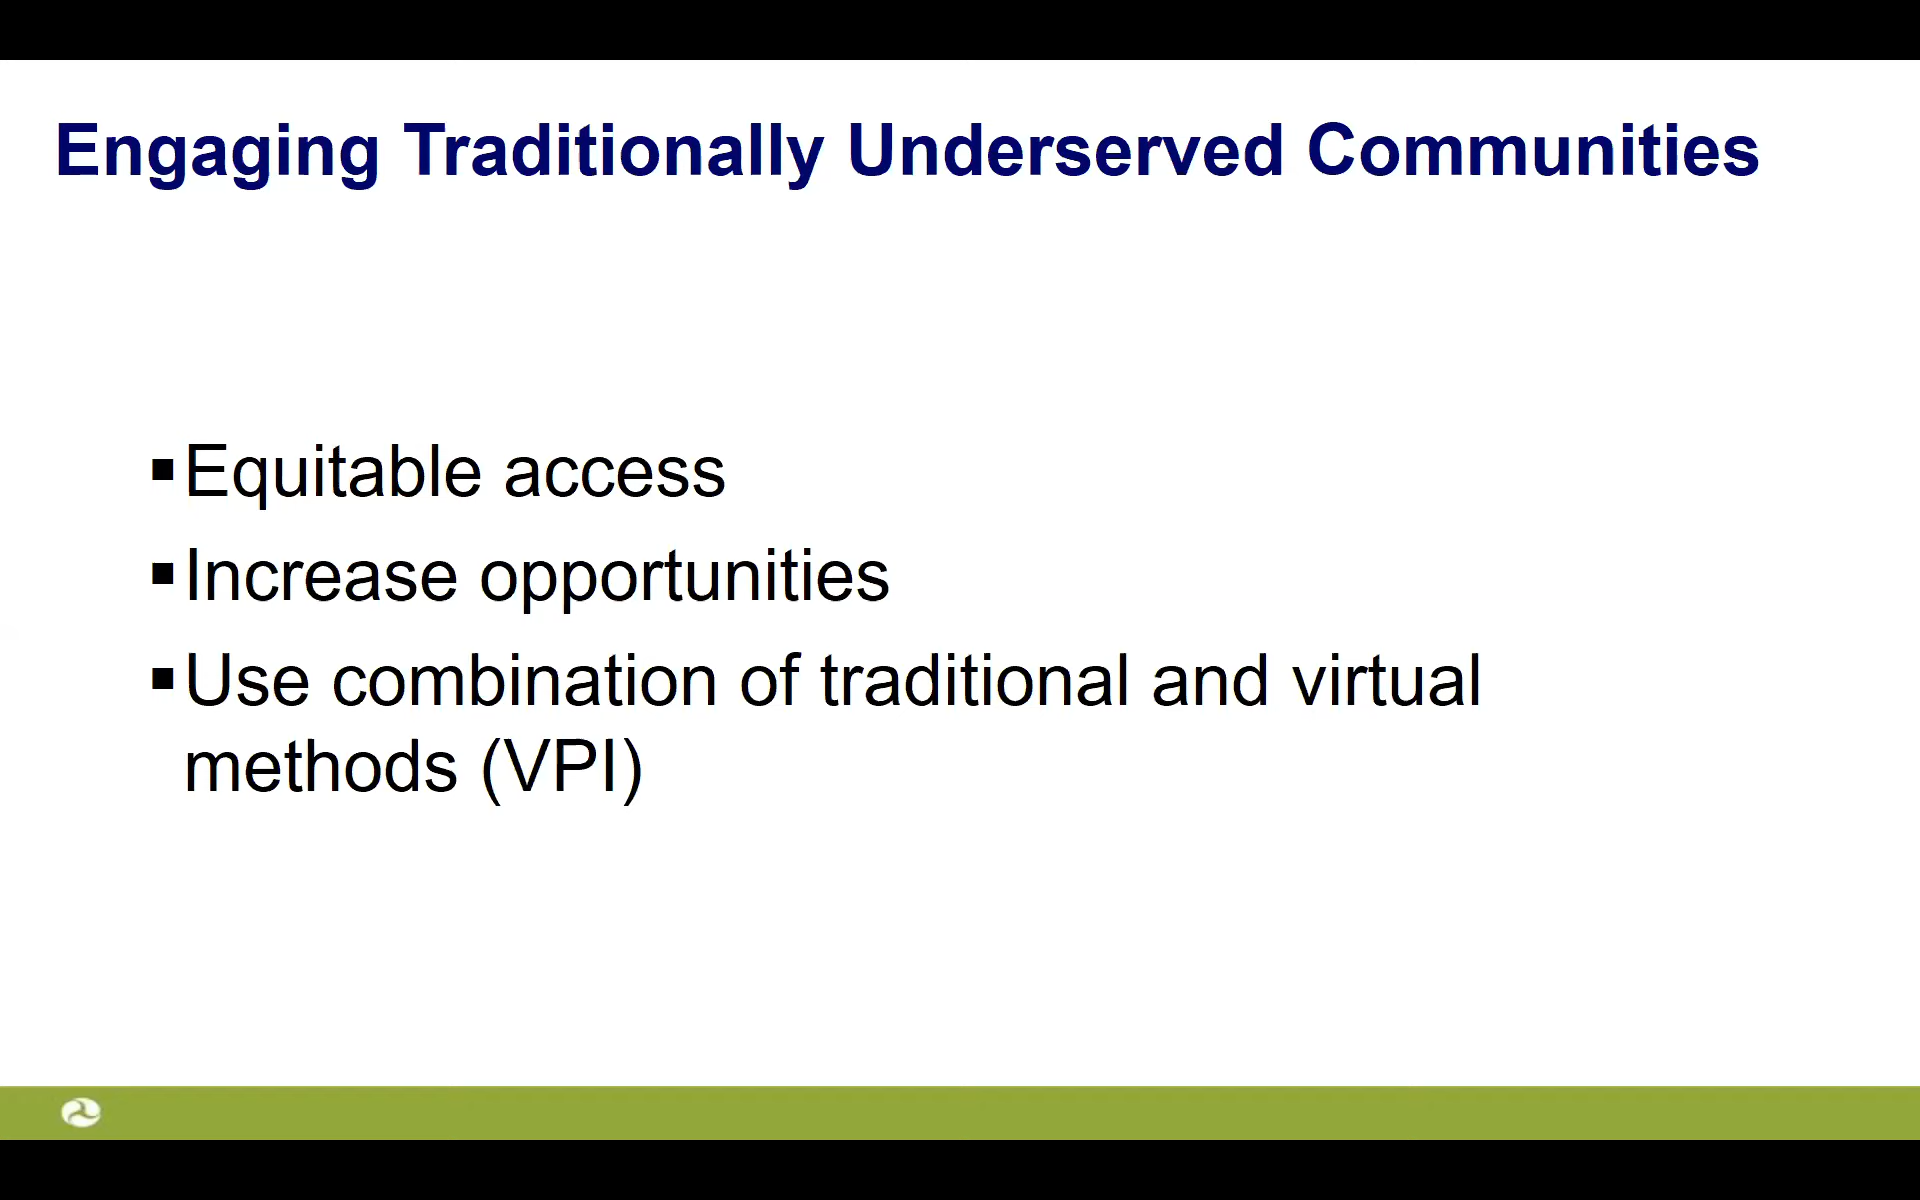 Engaging Traditionally Underserved Communities
▪Equitable access
▪Increase opportunities
▪Use combination of traditional and virtual
methods (VPI)